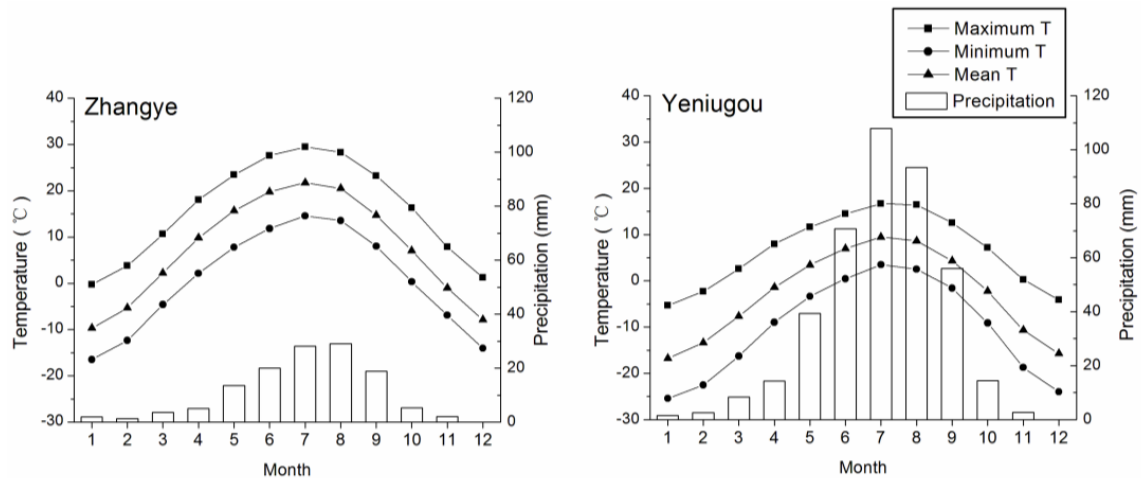 Maximum T
Minimum T
Mean T
Precipitation
Zhangye
40
30
20
10
0
-10
-20
-30
Temperature ( ℃)
120
100
80
60
40
20
0
Precipitation (mm)
1 2 3 4 5 6 7 8 9 10 11 12
Month
Yeniugou
40
30
20
10
0
-10
-20
-30
Temperature ( ℃)
120
100
80
60
40
20
0
Precipitation (mm)
1 2 3 4 5 6 7 8 9 10 11 12
Month